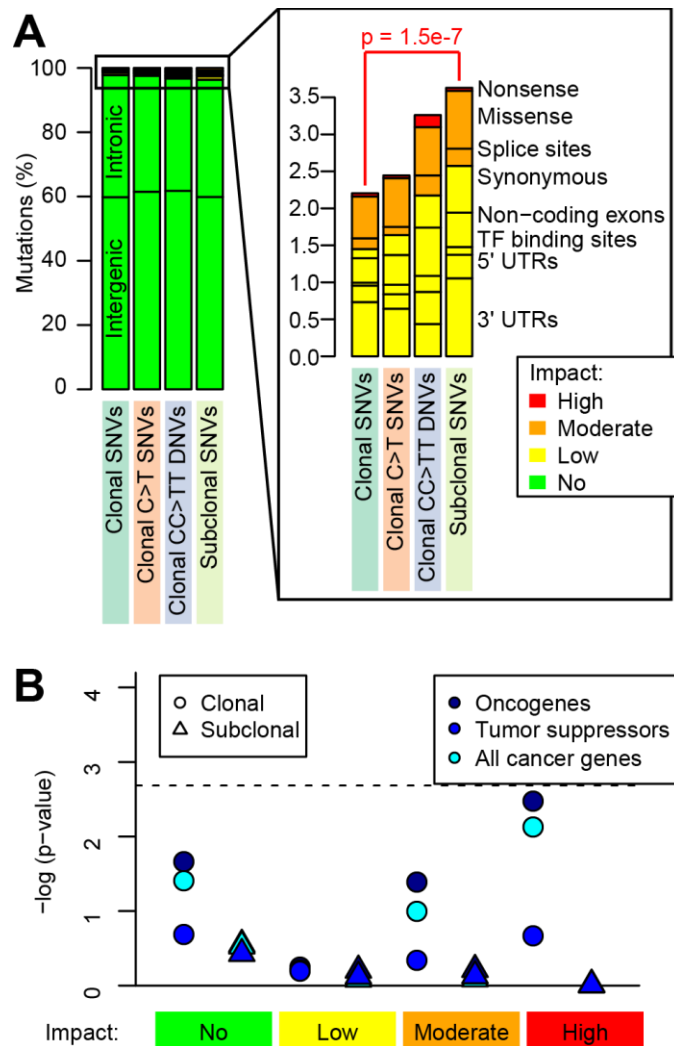 A
p = 1.5e-7
Mutations (%)
100
80
60
40
20
0
Intronic
Intergenic
Clonal SNVs
Clonal C>T SNVs
Clonal CC>TT DNVs
Subclonal SNVs
3.5
3.0
2.5
2.0
1.5
1.0
0.5
0.0
Nonsense
Missense
Splice sites
Synonymous
Non−coding exons
TF binding sites
5' UTRs
3' UTRs
Clonal SNVs
Clonal C>T SNVs
Clonal CC>TT DNVs
Subclonal SNVs
Impact:
High
Moderate
Low
No
B
−log (p−value)
4
3
2
1
0
Clonal
Subclonal
Oncogenes
Tumor suppressors
All cancer genes
Impact: No Low Moderate High